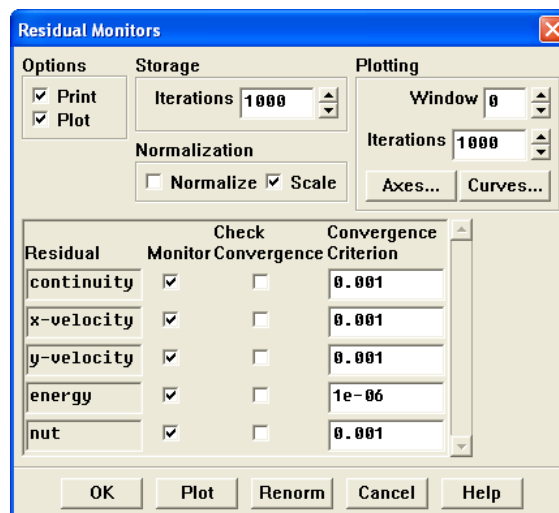 Residual Monitors
Options
Print
Plot
Storage
Iterations 1000
Normalization
Normalize Scale
Plotting
Window 0
Iterations 1000
Axes... Curves...
Residual Monitor Check Convergence Convergence Criterion
continuity 0.001
x-velocity 0.001
y-velocity 0.001
energy 1e-06
nut 0.001
OK Plot Renorm Cancel Help